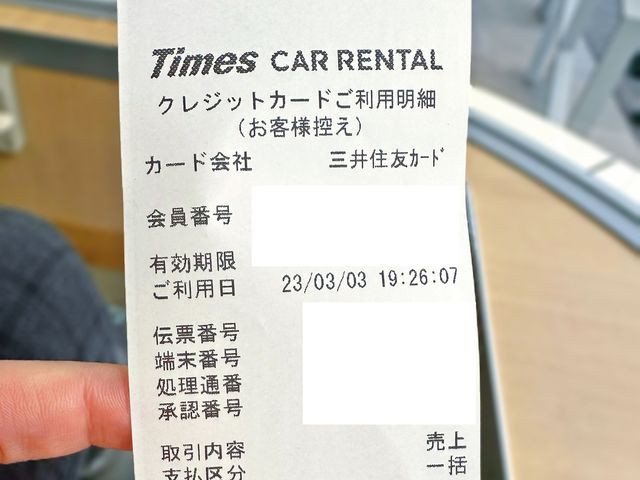 Times CAR RENTAL
クレジットカードご利用明細
(お客様控え)
カード会社 三井住友ｶｰﾄﾞ
会員番号
有効期限
ご利用日 23/03/03 19:26:07
伝票番号
端末番号
処理通番
承認番号
取引内容 売上
支払区分 一括